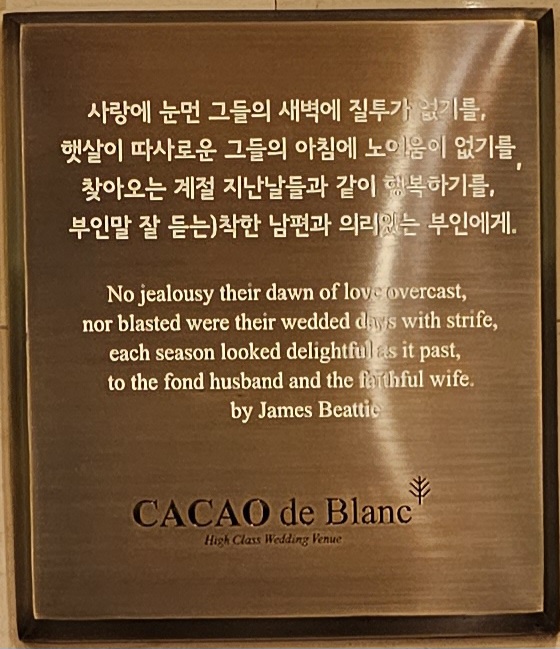 사랑에 눈먼 그들의 새벽에 질투가 없기를,
햇살이 따사로운 그들의 아침에 노여움이 없기를,
찾아오는 계절 지난날들과 같이 행복하기를,
부인말 잘 듣는)착한 남편과 의리있는 부인에게.
No jealousy their dawn of love overcast,
nor blasted were their wedded days with strife,
each season looked delightful as it past,
to the fond husband and the faithful wife.
by James Beattie
CACAO de Blanc
High Class Wedding Venue